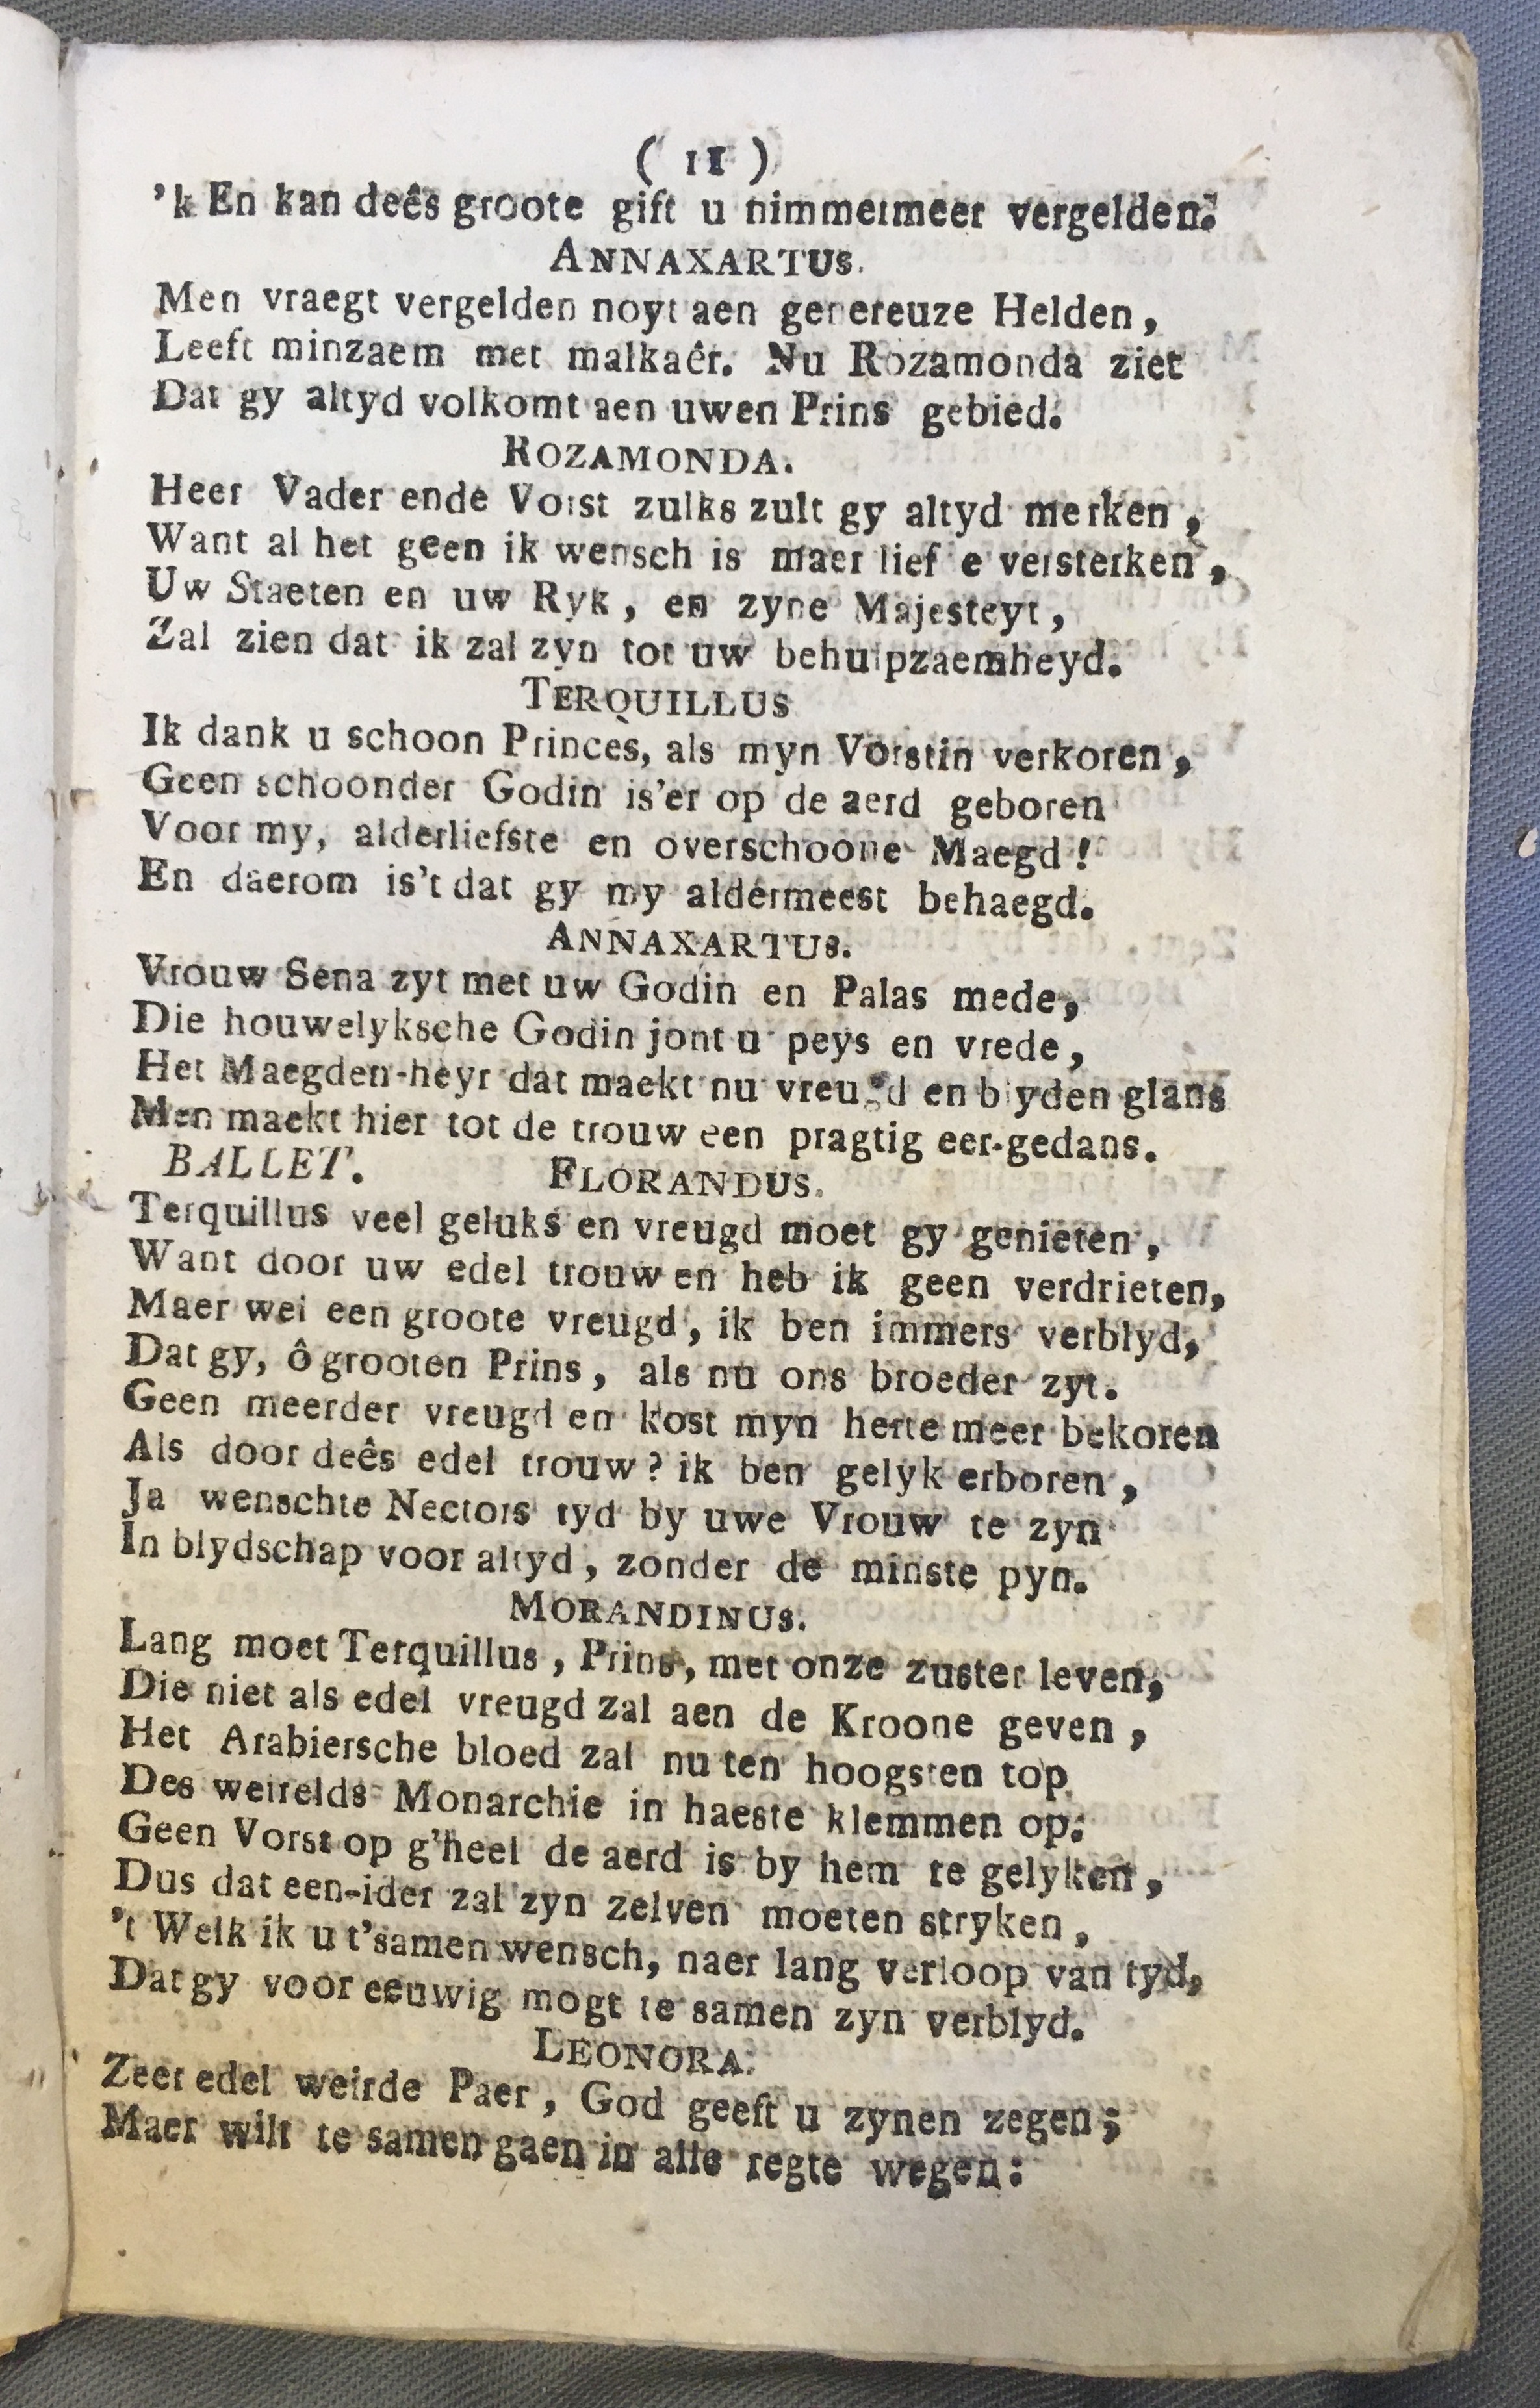 ( 11 )
'k En kan deês groote gift u nimmermeer vergelden.
ANNAXARTUS.
Men vraegt vergelden noyt aen genereuze Helden,
Leeft minzaem met malkaêr. Nu Rozamonda ziet
Dat gy altyd volkomt aen uwen Prins gebied.
ROZAMONDA.
Heer Vader ende Vorst zulks zult gy altyd merken,
Want al het geen ik wensch is maer lief e versterken,
Uw Staeten en uw Ryk, en zyne Majesteyt,
Zal zien dat ik zal zyn tot uw behulpzaemheyd.
TERQUILLUS
Ik dank u schoon Princes, als myn Vorstin verkoren,
Geen schoonder Godin is'er op de aerd geboren
Voor my, alderliefste en overschoone Maegd!
En daerom is't dat gy my aldermeest behaegd.
ANNAXARTUS.
Vrouw Sena zyt met uw Godin en Palas mede,
Die houwelyksche Godin jont u peys en vrede,
Het Maegden-heyr dat maekt nu vreugd en blyden glans
Men maekt hier tot de trouw een pragtig eer-gedans.
BALLET. FLORANDUS.
Terquillus veel geluks en vreugd moet gy genieten,
Want door uw edel trouw en heb ik geen verdrieten,
Maer wel een groote vreugd, ik ben immers verblyd,
Dat gy, ô grooten Prins, als nu ons broeder zyt.
Geen meerder vreugd en kost myn herte meer bekoren
Als door deês edel trouw? ik ben gelyk erboren,
Ja wenschte Nectors tyd by uwe Vrouw te zyn
In blydschap voor altyd, zonder de minste pyn.
MORANDINUS.
Lang moet Terquillus, Prins, met onze zuster leven,
Die niet als edel vreugd zal aen de Kroone geven,
Het Arabiersche bloed zal nu ten hoogsten top
Des weirelds Monarchie in haeste klemmen op:
Geen Vorst op g'heel de aerd is by hem te gelyken,
Dus dat een-ider zal zyn zelven moeten stryken,
't Welk ik u t'samen wensch, naer lang verloop van tyd,
Dat gy voor eeuwig mogt te samen zyn verblyd.
LEONORA.
Zeer edel weirde Paer, God geeft u zynen zegen;
Maer wilt te samen gaen in alle regte wegen: